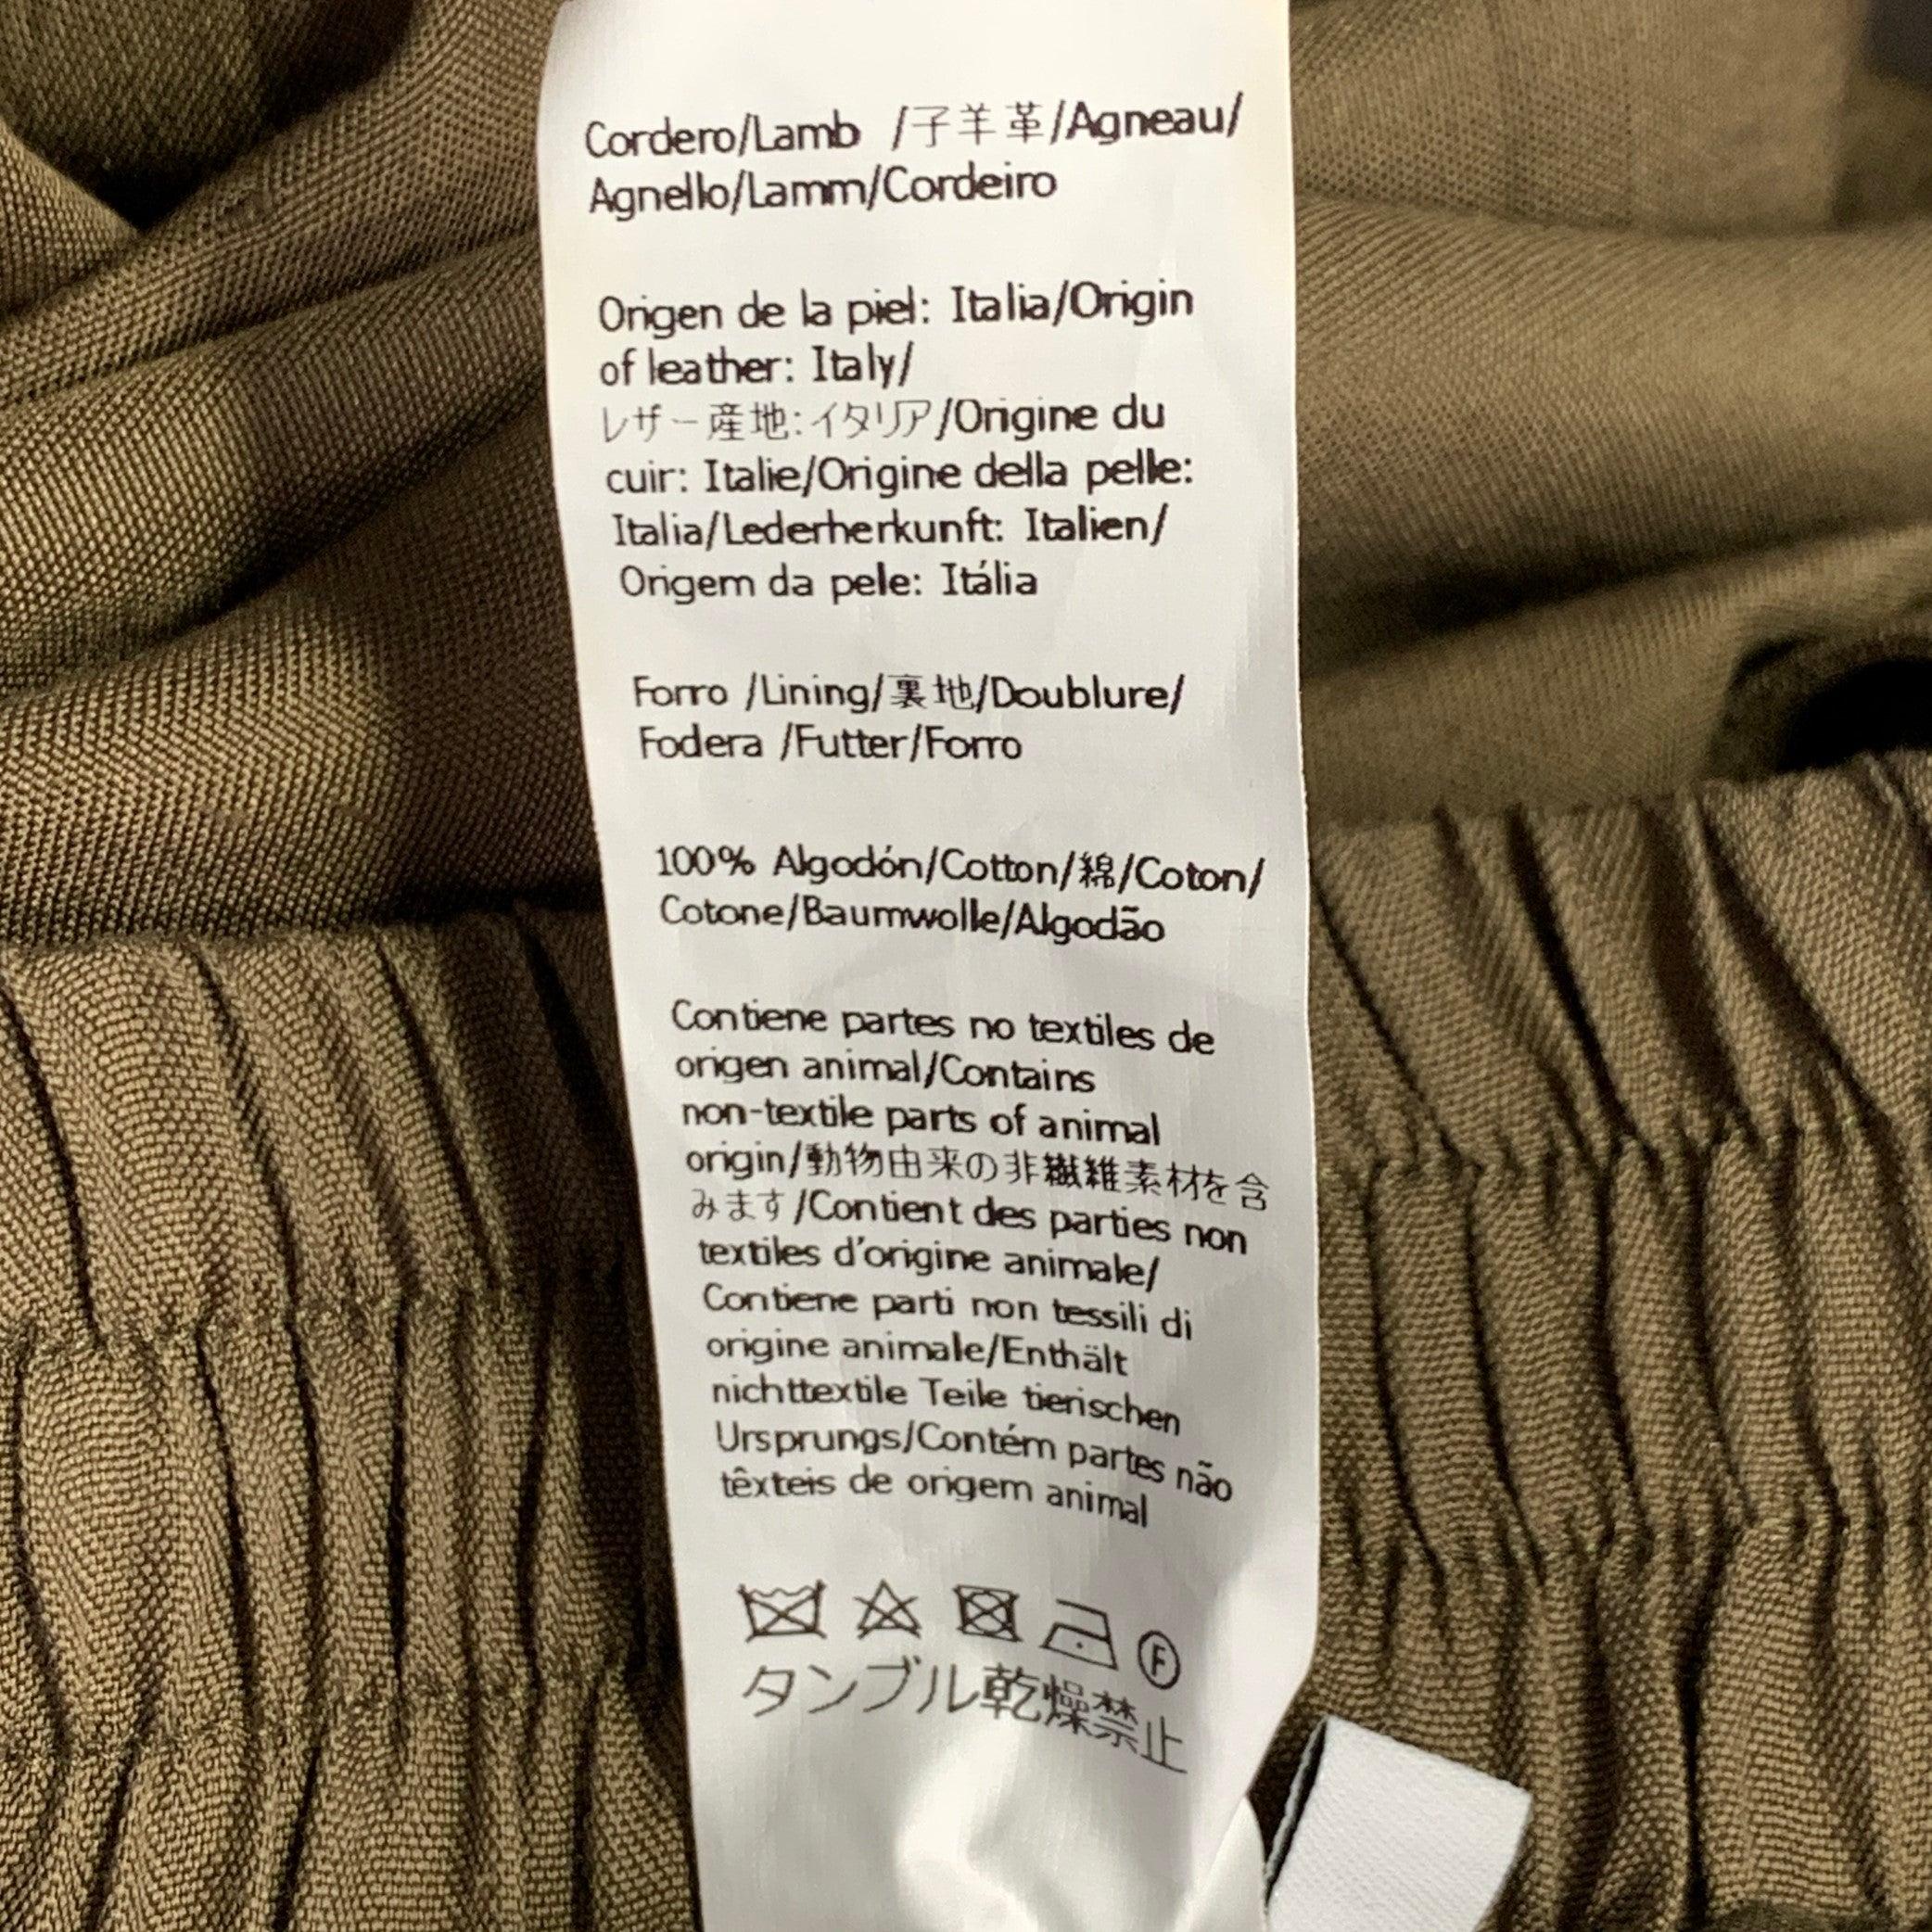 Cordero/Lamb /子羊革/Agneau/
Agnello/Lamm/Cordeiro
Origen de la piel: Italia/Origin
of leather: Italy/
レザー産地:イタリア/Origine du
cuir: Italie/Origine della pelle:
Italia/Lederherkunft: Italien/
Origem da pele: Itália
Forro /Lining/裏地/Doublure/
Fodera /Futter/Forro
100% Algodón/Cotton/綿/Coton/
Cotone/Baumwolle/Algodão
Contiene partes no textiles de
origen animal/Contains
non-textile parts of animal
origin/動物由来の非繊維素材を含
みます/Contient des parties non
textiles d'origine animale/
Contiene parti non tessili di
origine animale/Enthält
nichttextile Teile tierischen
Ursprungs/Contém partes não
têxteis de origem animal
F
タンブル乾燥禁止